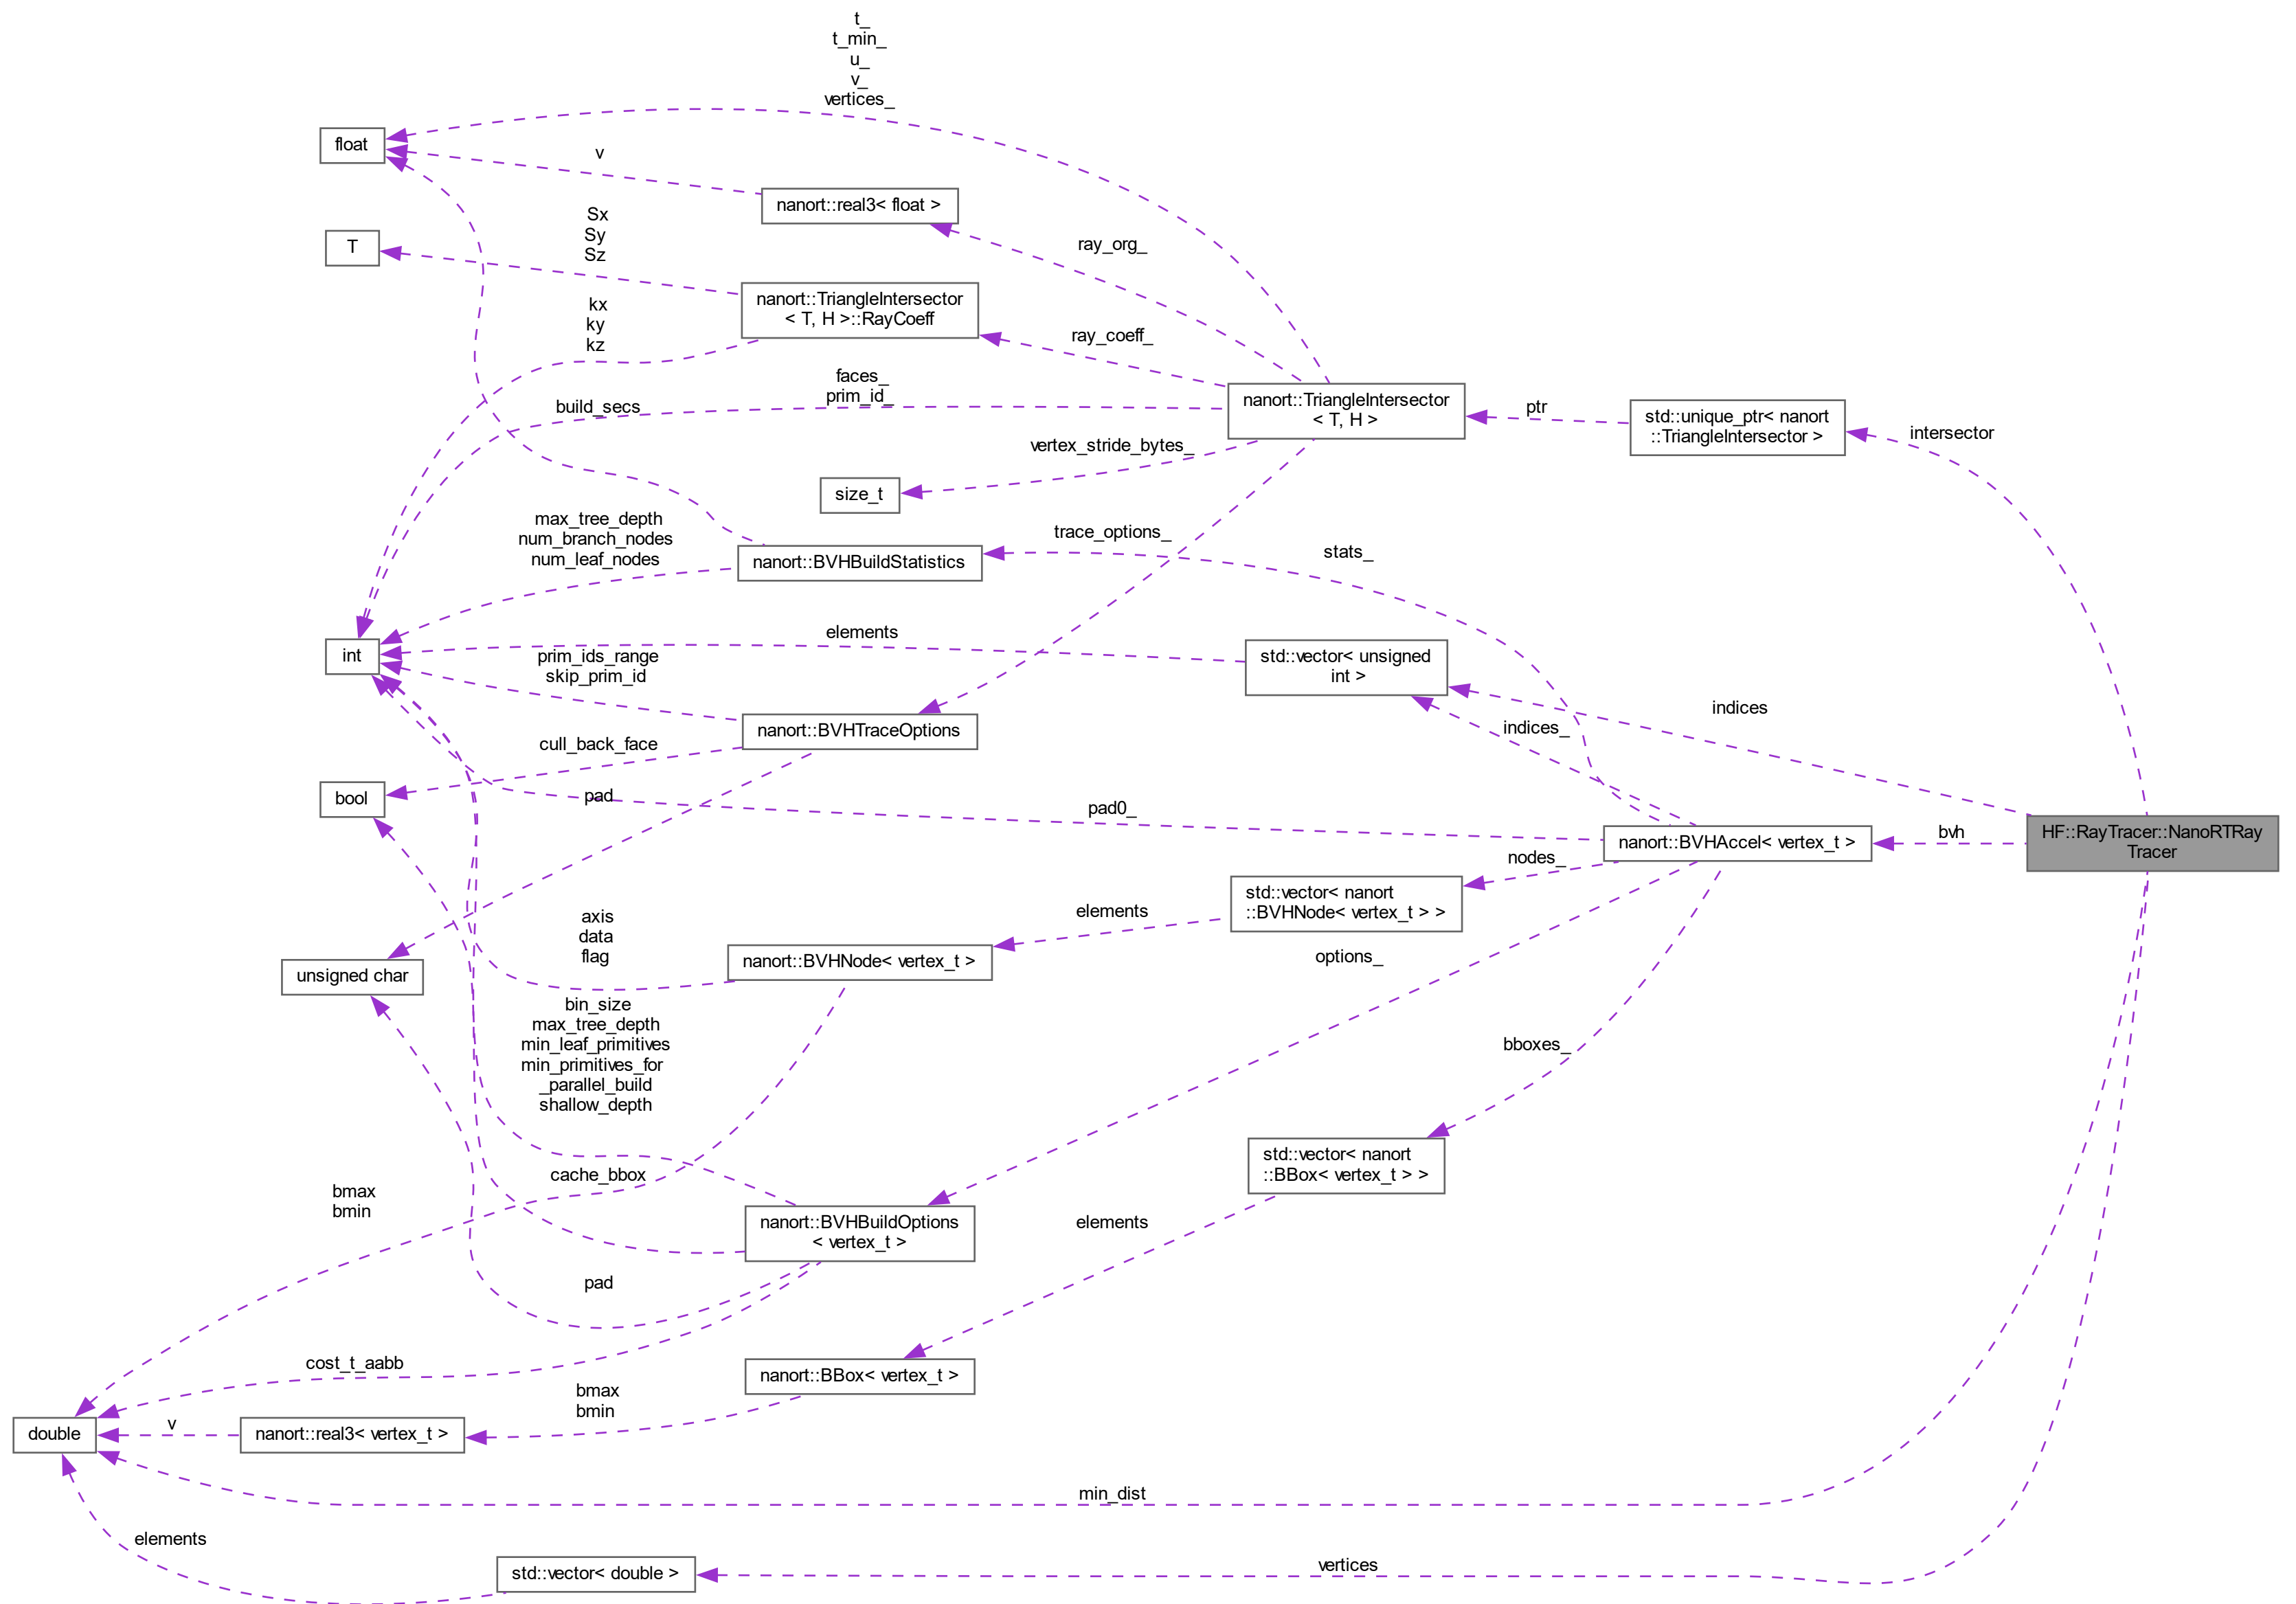 t_
t_min_
u_
v_
vertices_
float
v
nanort::real3< float >
Sx
Sy
Sz
T
ray_org_
nanort::TriangleIntersector
< T, H >::RayCoeff
kx
ky
kz
ray_coeff_
faces_
prim_id_
build_secs
nanort::TriangleIntersector
< T, H >
ptr
std::unique_ptr< nanort
::TriangleIntersector >
intersector
vertex_stride_bytes_
size_t
max_tree_depth
num_branch_nodes
num_leaf_nodes
nanort::BVHBuildStatistics
trace_options_
stats_
int
elements
prim_ids_range
skip_prim_id
std::vector< unsigned
int >
indices
indices_
nanort::BVHTraceOptions
cull_back_face
bool
pad
pad0_
nanort::BVHAccel< vertex_t >
bvh
HF::RayTracer::NanoRTRay
Tracer
nodes_
std::vector< nanort
::BVHNode< vertex_t > >
elements
axis
data
flag
nanort::BVHNode< vertex_t >
options_
unsigned char
bin_size
max_tree_depth
min_leaf_primitives
min_primitives_for
_parallel_build
shallow_depth
bboxes_
std::vector< nanort
::BBox< vertex_t > >
cache_bbox
bmax
bmin
nanort::BVHBuildOptions
< vertex_t >
elements
pad
cost_t_aabb
nanort::BBox< vertex_t >
bmax
bmin
double
v
nanort::real3< vertex_t >
min_dist
elements
std::vector< double >
vertices